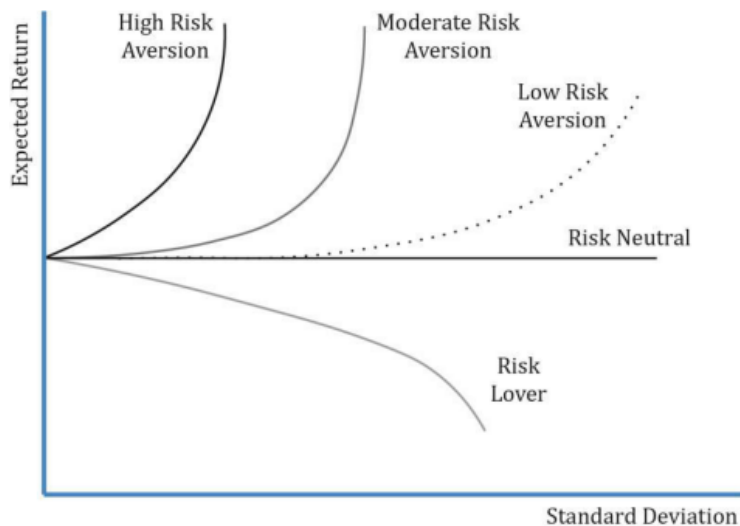 High Risk
Aversion
Moderate Risk
Aversion
Low Risk
Aversion
Risk Neutral
Risk
Lover
Expected Return
Standard Deviation